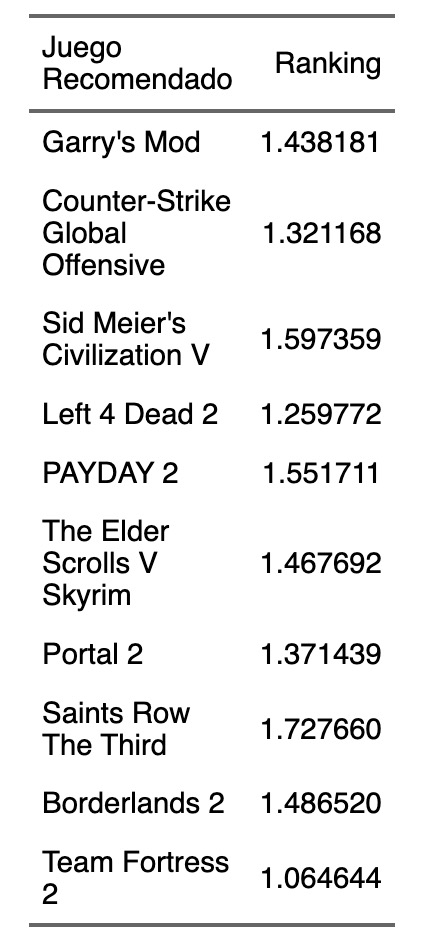 Juego
Recomendado Ranking
Garry's Mod 1.438181
Counter-Strike
Global 1.321168
Offensive
Sid Meier's
Civilization V 1.597359
Left 4 Dead 2 1.259772
PAYDAY 2 1.551711
The Elder
Scrolls V 1.467692
Skyrim
Portal 2 1.371439
Saints Row
The Third 1.727660
Borderlands 2 1.486520
Team Fortress
2 1.064644